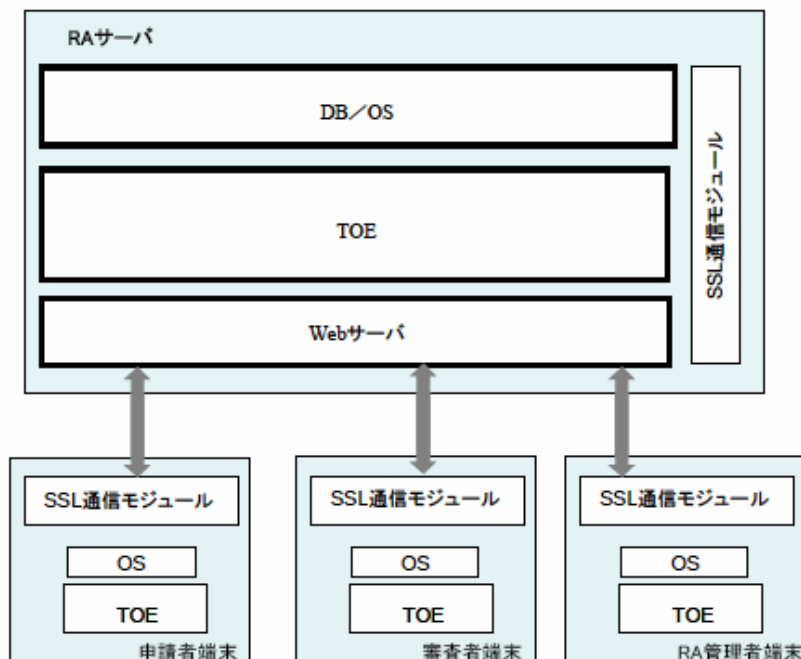 RAサーバ
DB／OS
TOE
Webサーバ
SSL通信モジュール
SSL通信モジュール
OS
TOE
申請者端末
SSL通信モジュール
OS
TOE
審査者端末
SSL通信モジュール
OS
TOE
RA管理者端末